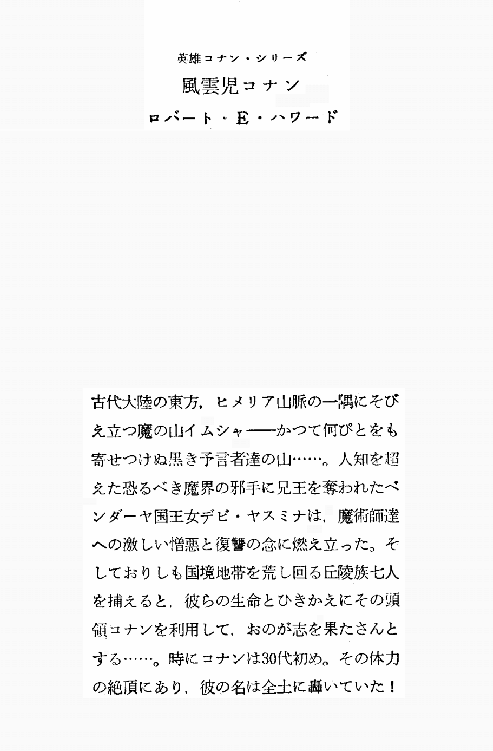 英雄コナン・シリーズ
風雲児コナン
ロバート・E・ハワード
古代大陸の東方，ヒメリア山脈の一隅にそび
え立つ魔の山イムシャ――かつて何ぴとをも
寄せつけぬ黒き予言者達の山……。人知を超
えた恐るべき魔界の邪手に兄王を奪われたベ
ンダーヤ国王女デビ・ヤスミナは，魔術師達
への激しい憎悪と復讐の念に燃え立った。そ
しておりしも国境地帯を荒し回る丘陵族七人
を捕えると，彼らの生命とひきかえにその頭
領コナンを利用して，おのが志を果たさんと
する……。時にコナンは30代初め。その体力
の絶頂にあり，彼の名は全土に轟いていた！